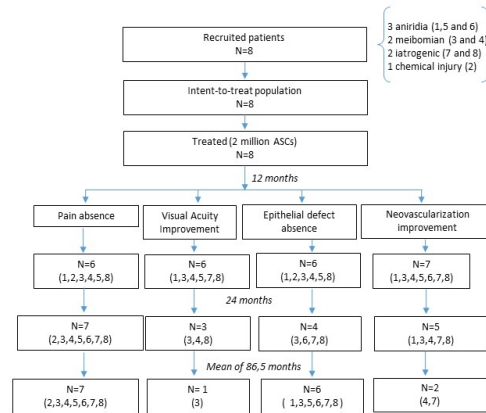 Recruited patients
N=8
3 aniridia (1,5 and 6)
2 meibomian (3 and 4)
2 iatrogenic (7 and 8)
1 chemical injury (2)
Intent-to-treat population
N=8
Treated (2 million ASCs)
N=8
12 months
Pain absence
Visual Acuity
Improvement
Epithelial defect
absence
Neovascularization
improvement
N=6
(1,2,3,4,5,8)
N=6
(1,3,4,5,7,8)
N=6
(1,2,3,4,5,8)
N=7
(1,3,4,5,6,7,8)
24 months
N=7
(2,3,4,5,6,7,8)
N=3
(3,4,8)
N=4
(3,6,7,8)
N=5
(1,3,4,7,8)
Mean of 86,5 months
N=7
(2,3,4,5,6,7,8)
N= 1
(3)
N=6
( 1,3,5,6,7,8)
N=2
(4,7)